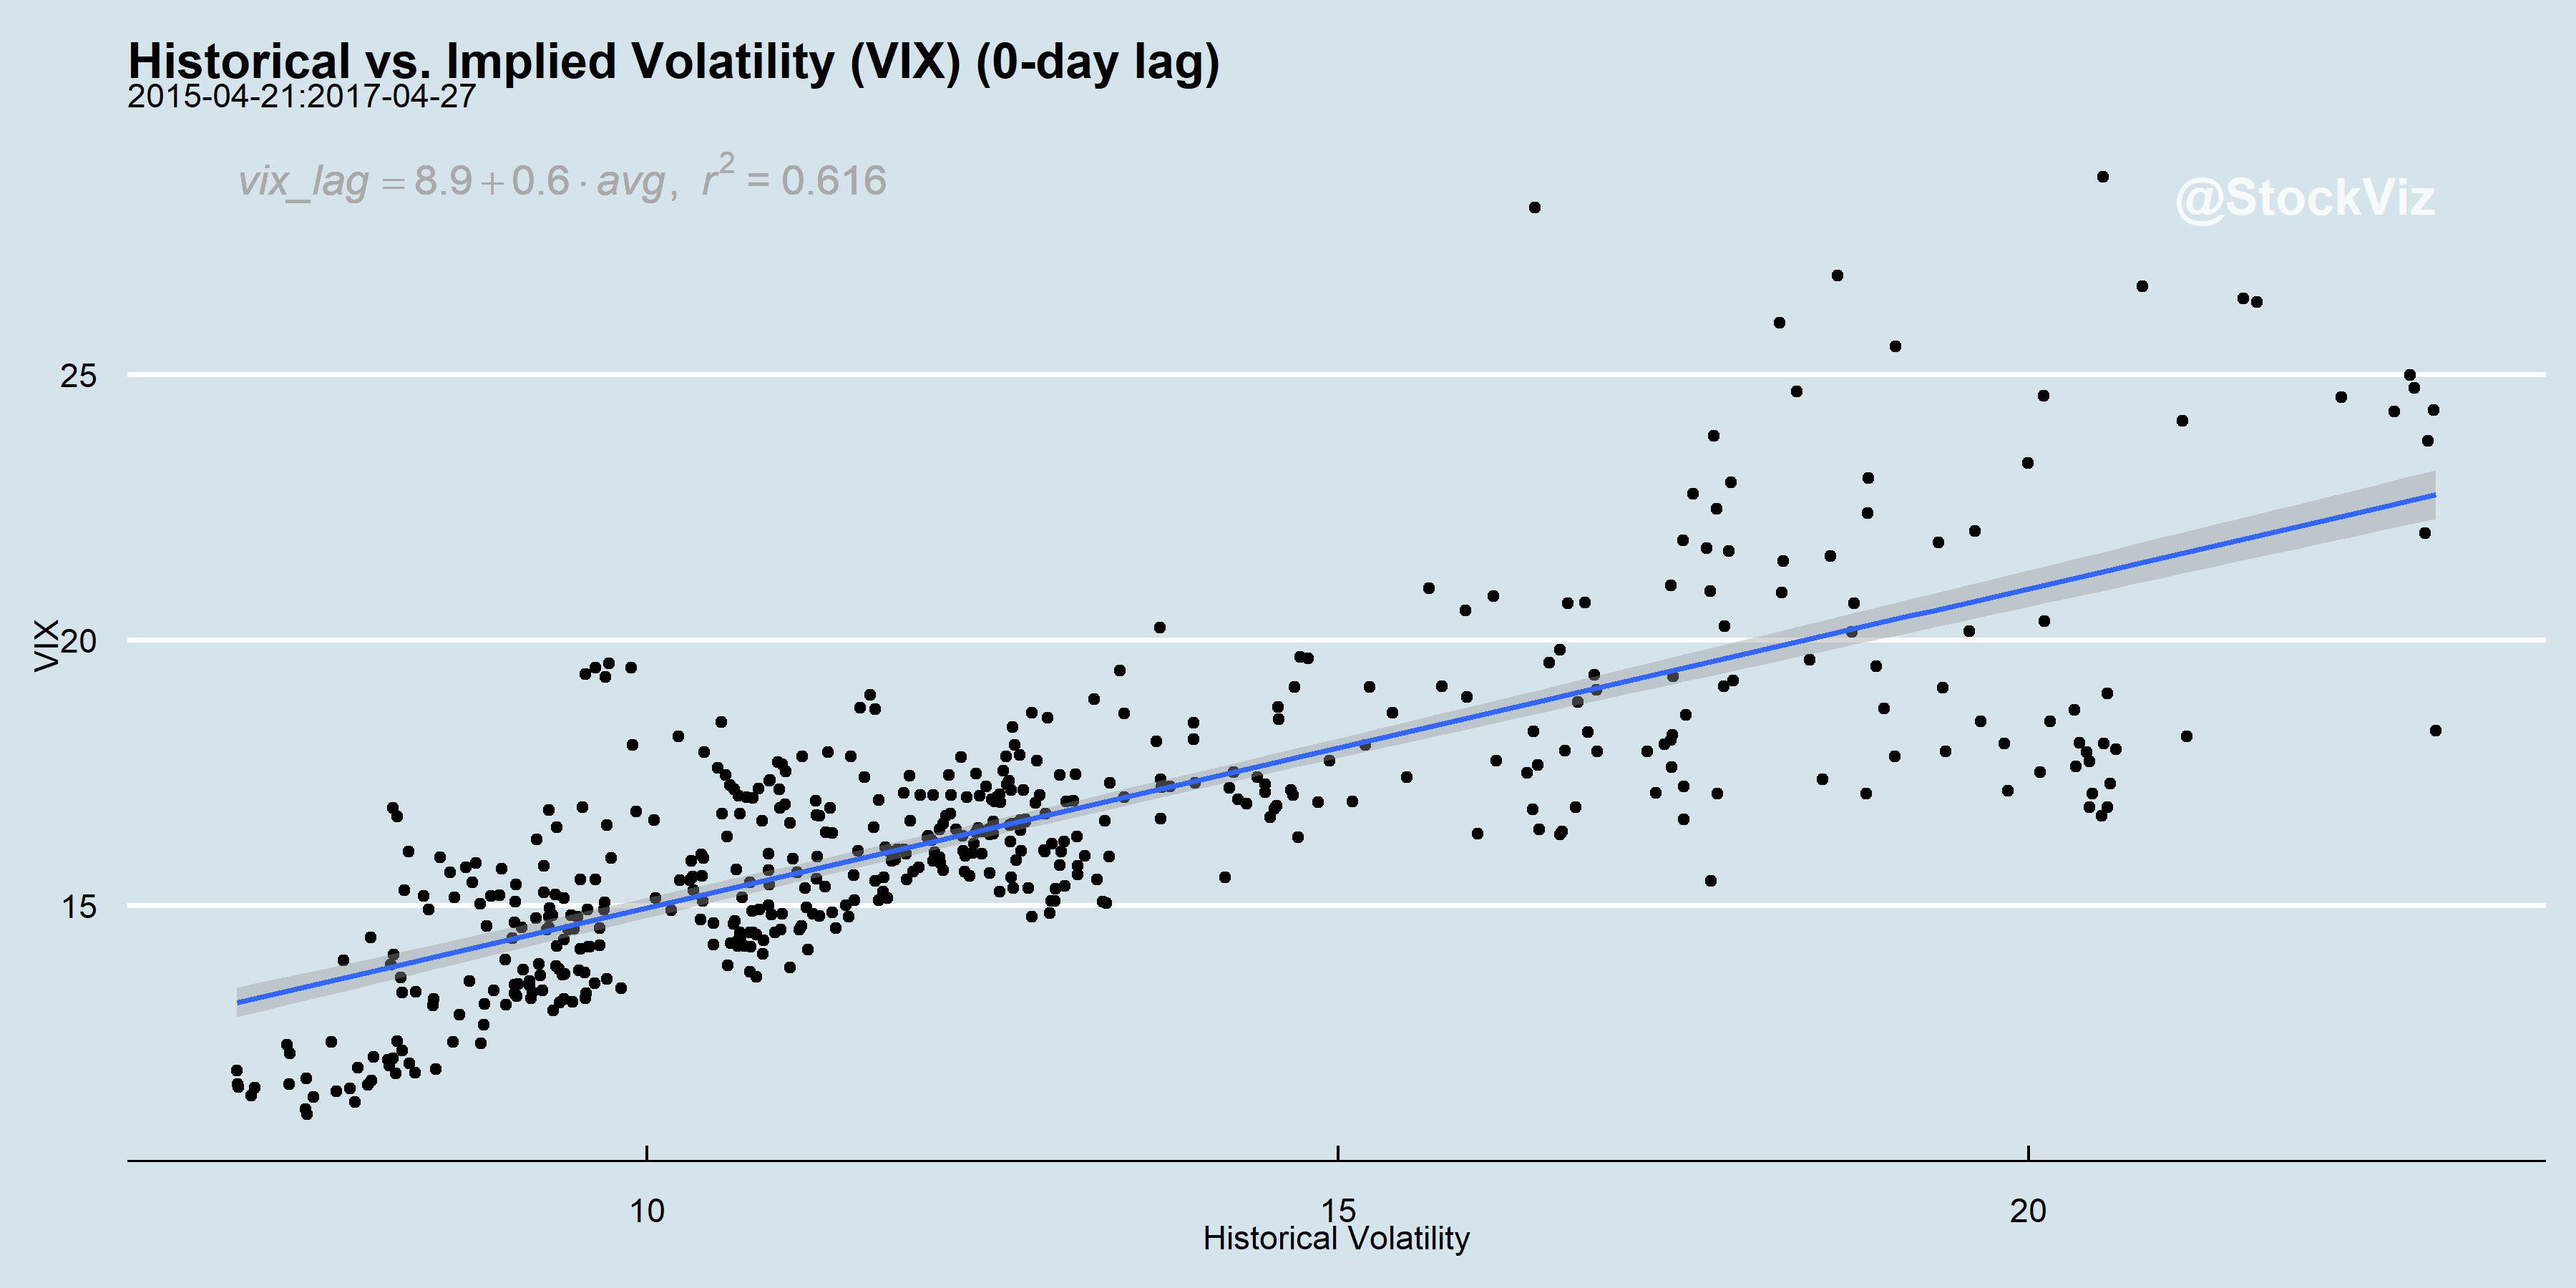 Historical vs. Implied Volatility (VIX) (0-day lag)
2015-04-21:2017-04-27
vix_lag = 8.9 + 0.6 · avg, r² = 0.616
@StockViz
25
20
15
VIX
10
15
20
Historical Volatility